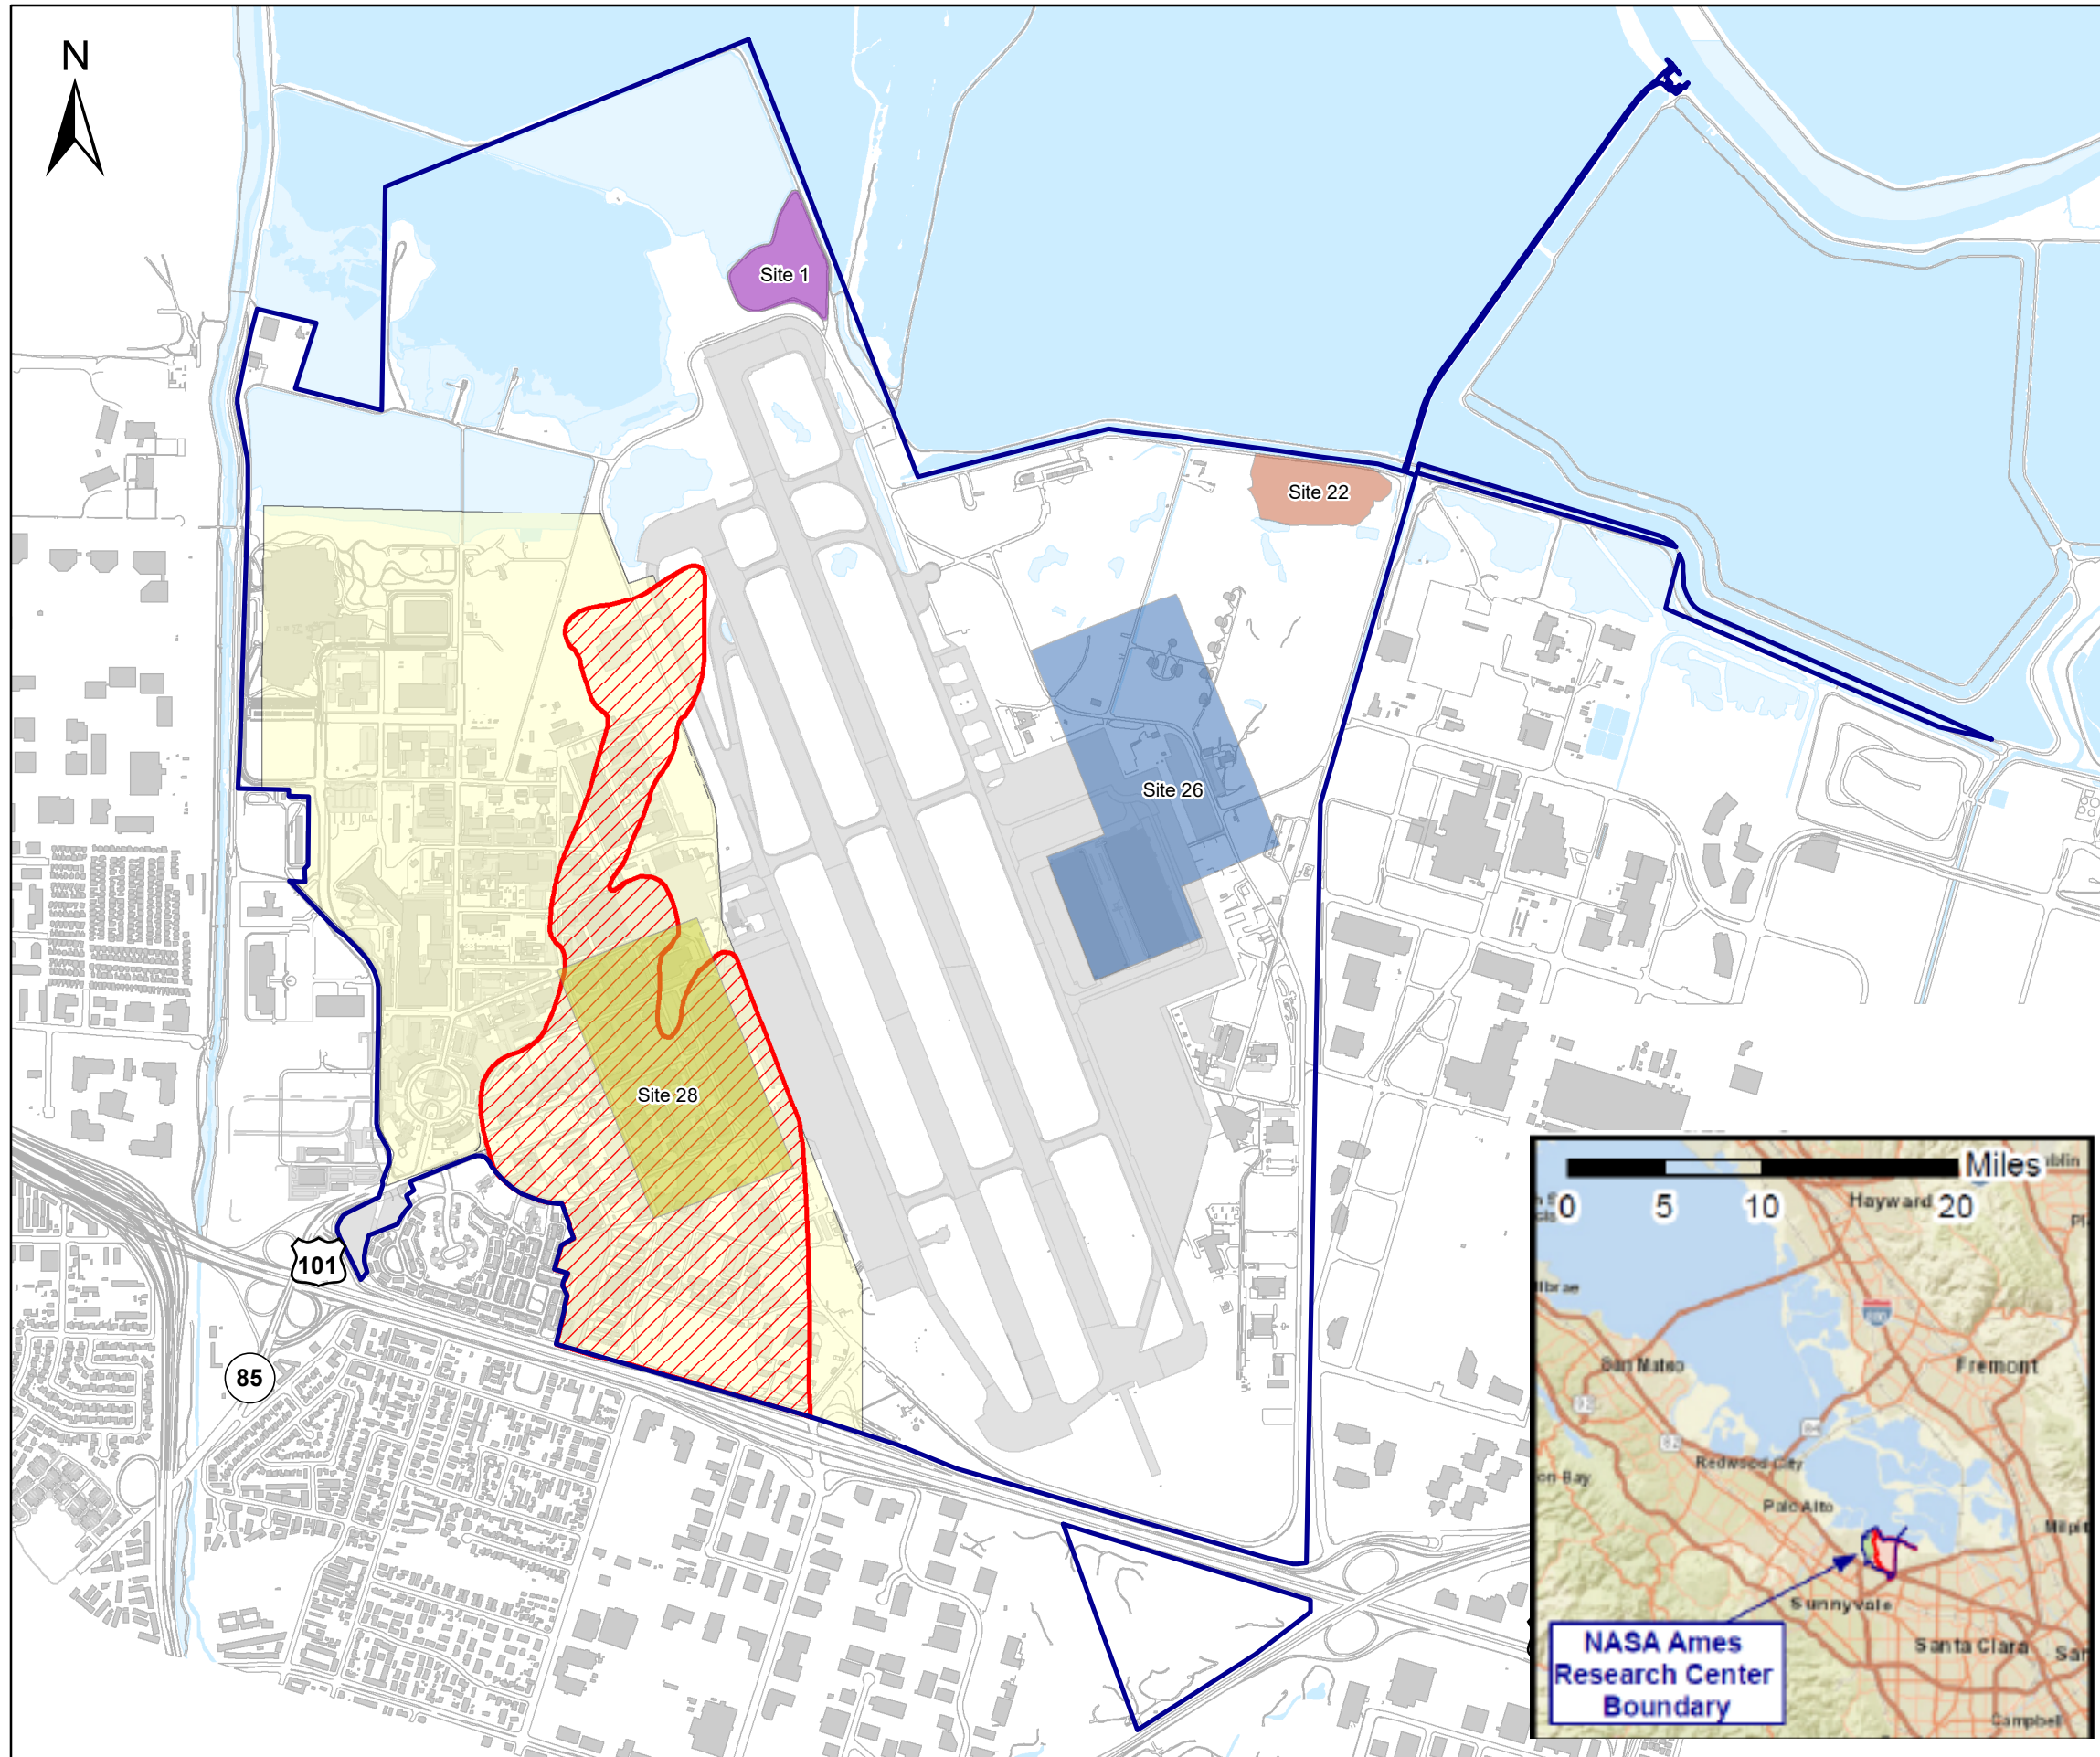 N
Site 1
Site 22
Site 26
Site 28
101
85
Miles
0 5 10 20
Hayward
San Mateo
Fremont
Redwood City
Palo Alto
Sunnyvale
Santa Clara
Campbell
NASA Ames
Research Center
Boundary